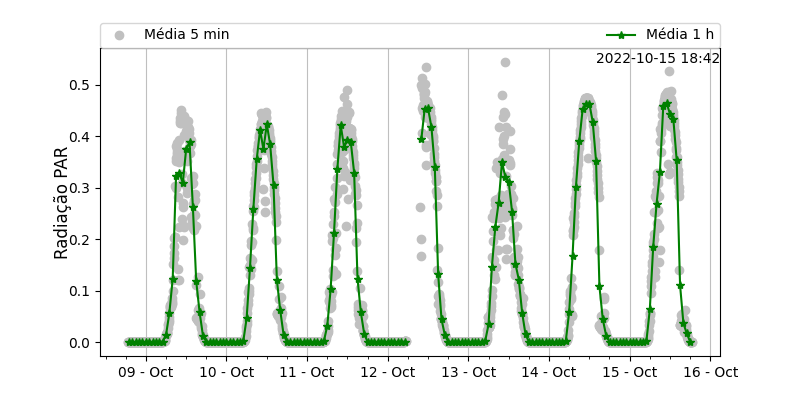 Média 5 min
Média 1 h
2022-10-15 18:42
Radiação PAR
0.5
0.4
0.3
0.2
0.1
0.0
09 - Oct
10 - Oct
11 - Oct
12 - Oct
13 - Oct
14 - Oct
15 - Oct
16 - Oct